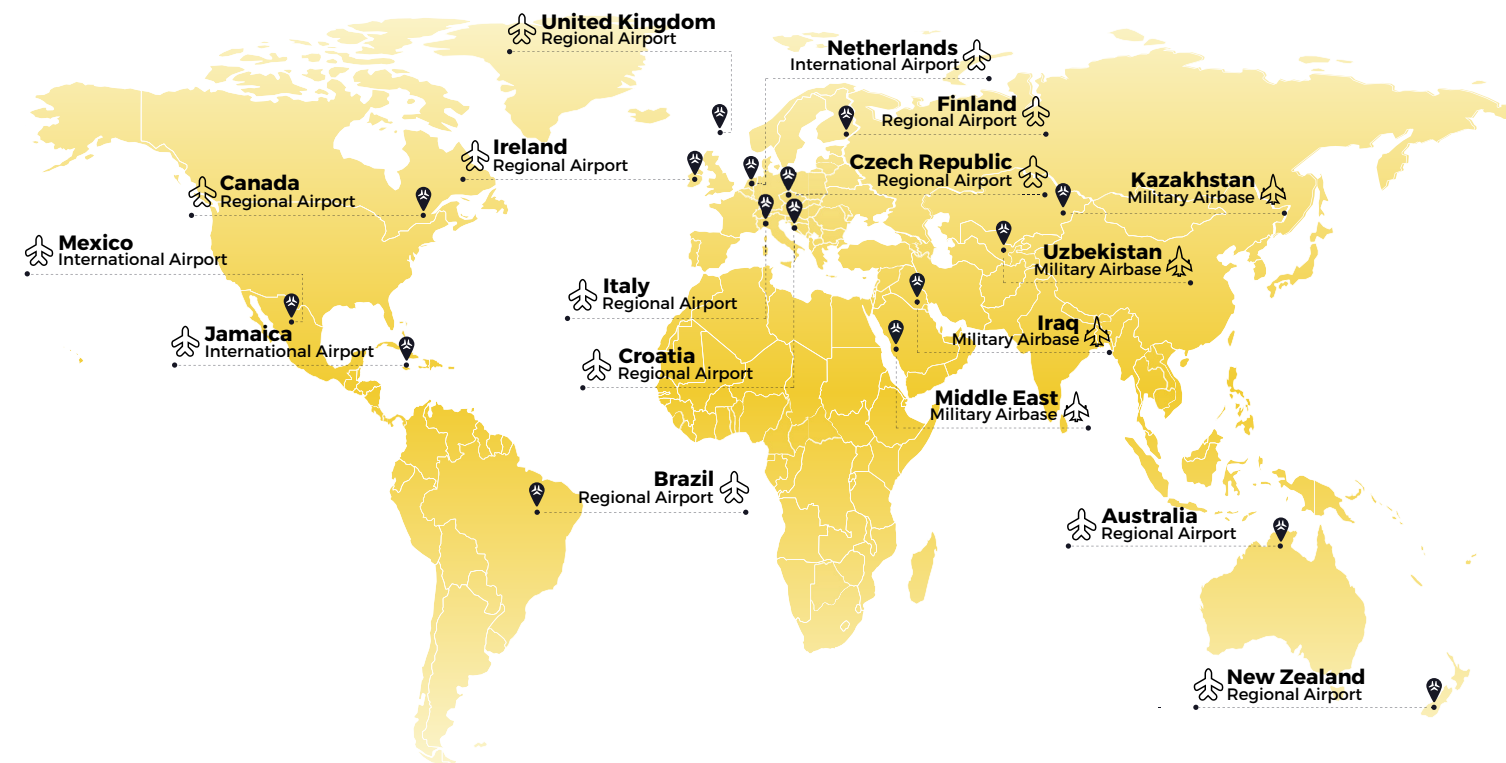 United Kingdom
Regional Airport
Netherlands
International Airport
Finland
Regional Airport
Ireland
Regional Airport
Czech Republic
Regional Airport
Canada
Regional Airport
Kazakhstan
Military Airbase
Mexico
International Airport
Uzbekistan
Military Airbase
Italy
Regional Airport
Jamaica
International Airport
Iraq
Military Airbase
Croatia
Regional Airport
Middle East
Military Airbase
Brazil
Regional Airport
Australia
Regional Airport
New Zealand
Regional Airport